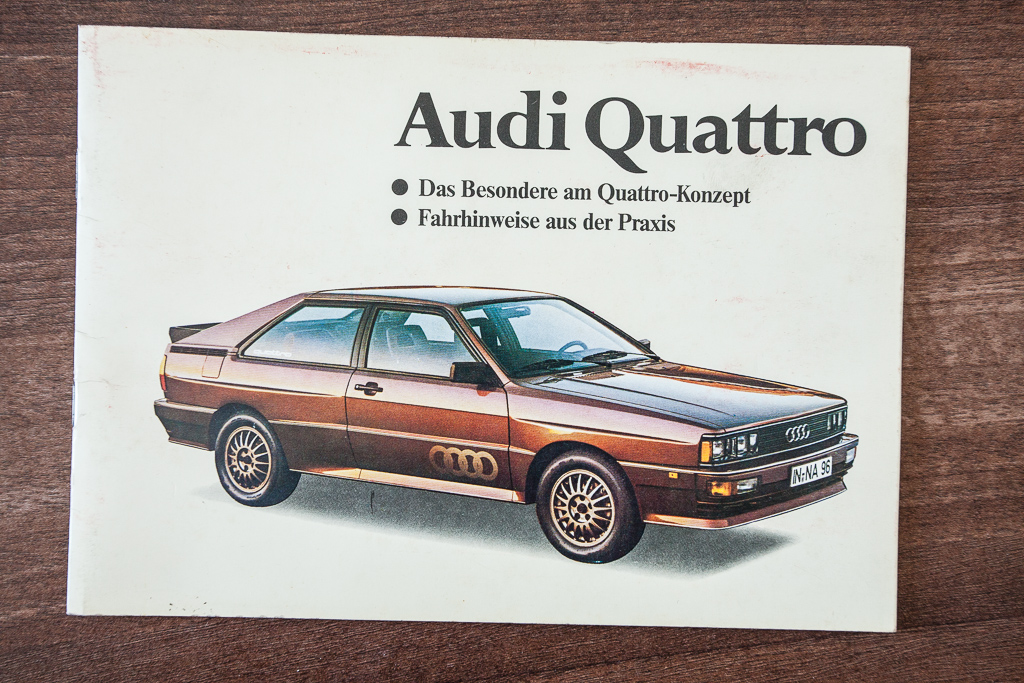 Audi Quattro
● Das Besondere am Quattro-Konzept
● Fahrhinweise aus der Praxis
IN-NA 96